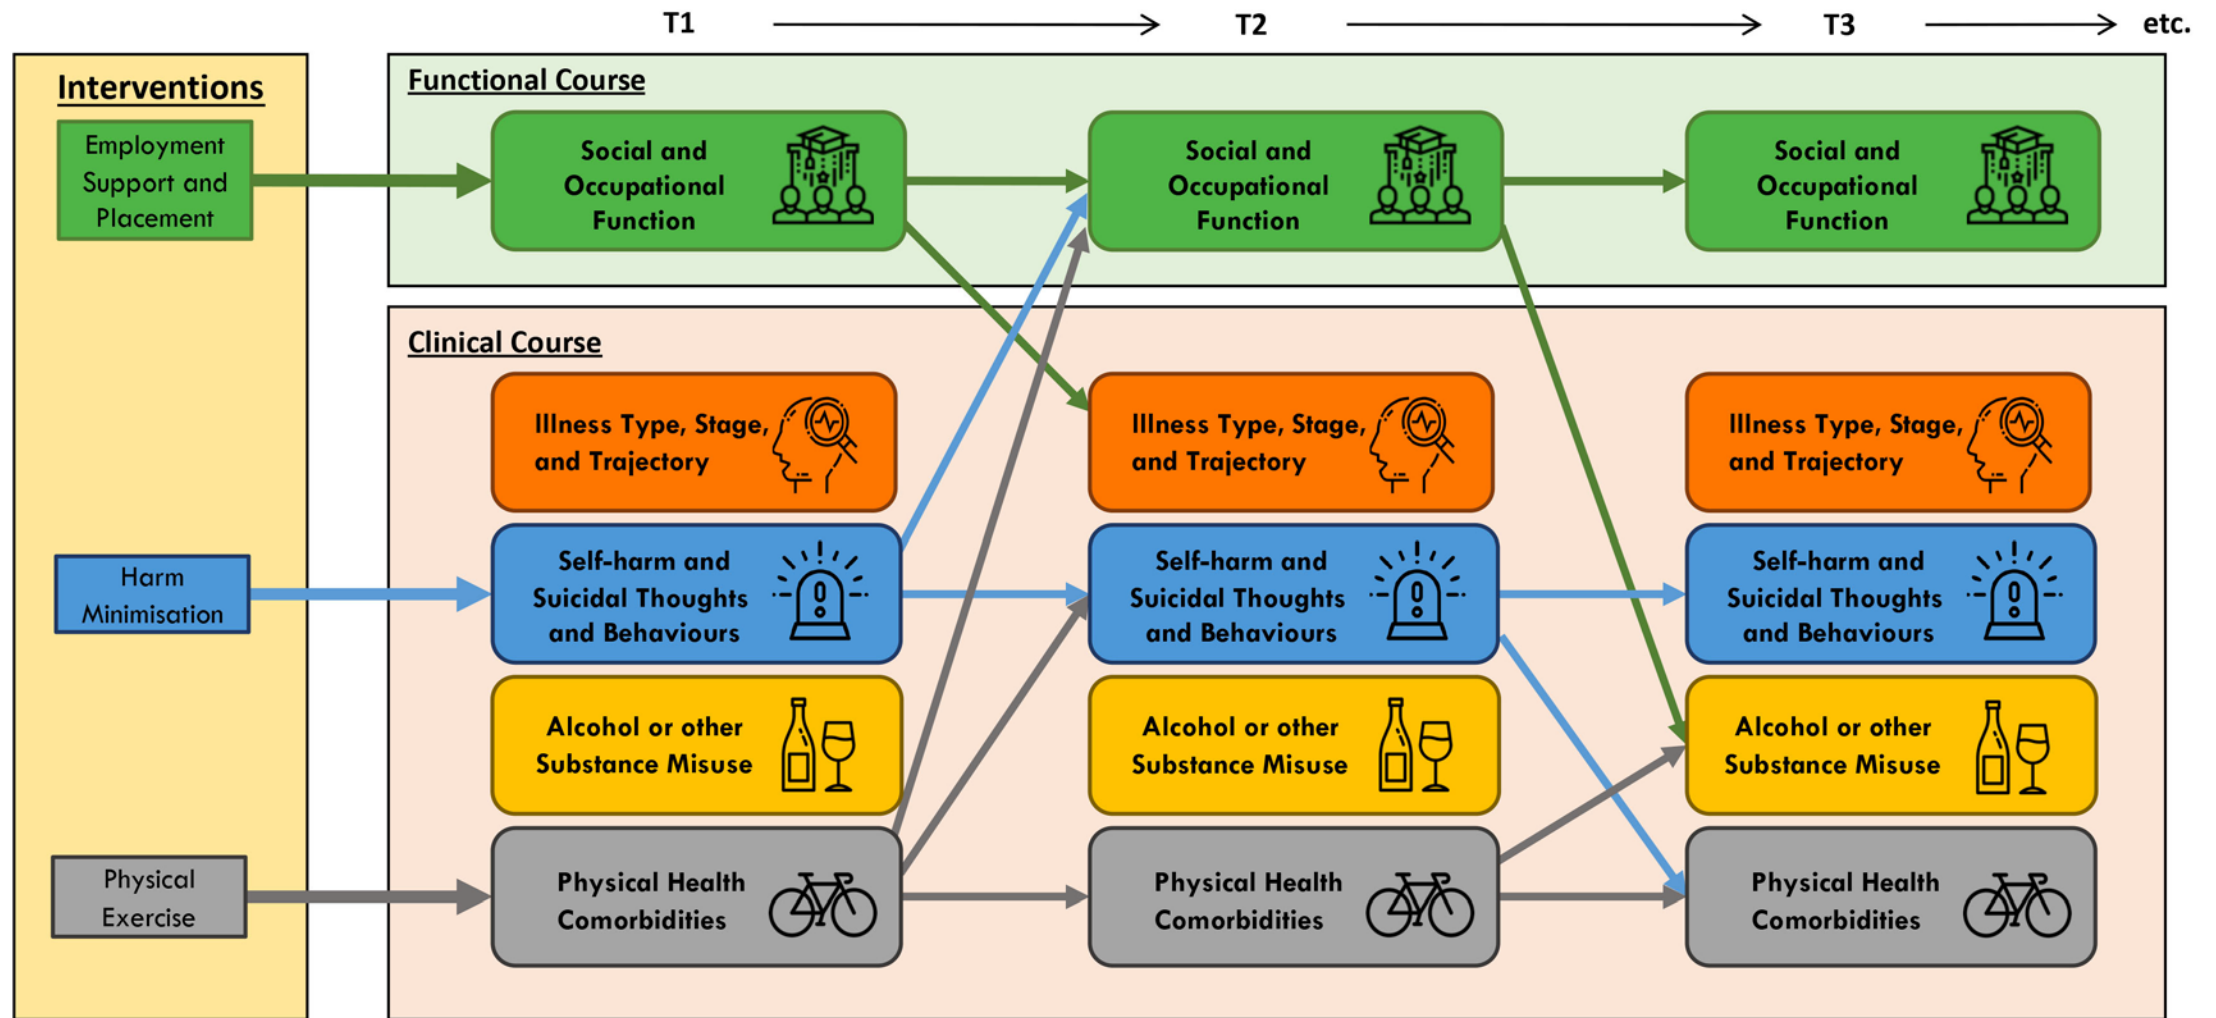 T1
T2
T3
etc.
Interventions
Employment
Support and
Placement
Harm
Minimisation
Physical
Exercise
Functional Course
Social and
Occupational
Function
Social and
Occupational
Function
Social and
Occupational
Function
Clinical Course
Illness Type, Stage,
and Trajectory
Illness Type, Stage,
and Trajectory
Illness Type, Stage,
and Trajectory
Self-harm and
Suicidal Thoughts
and Behaviours
Self-harm and
Suicidal Thoughts
and Behaviours
Self-harm and
Suicidal Thoughts
and Behaviours
Alcohol or other
Substance Misuse
Alcohol or other
Substance Misuse
Alcohol or other
Substance Misuse
Physical Health
Comorbidities
Physical Health
Comorbidities
Physical Health
Comorbidities